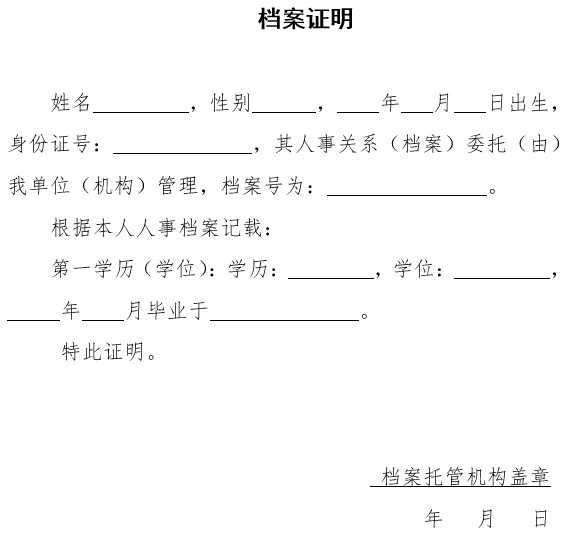 档案证明
姓名_________，性别______，____年___月___日出生，
身份证号：_____________，其人事关系（档案）委托（由）
我单位（机构）管理，档案号为：_______________。
根据本人人事档案记载：
第一学历（学位）：学历：________，学位：_________，
_____年____月毕业于______________。
特此证明。
档案托管机构盖章
年 月 日